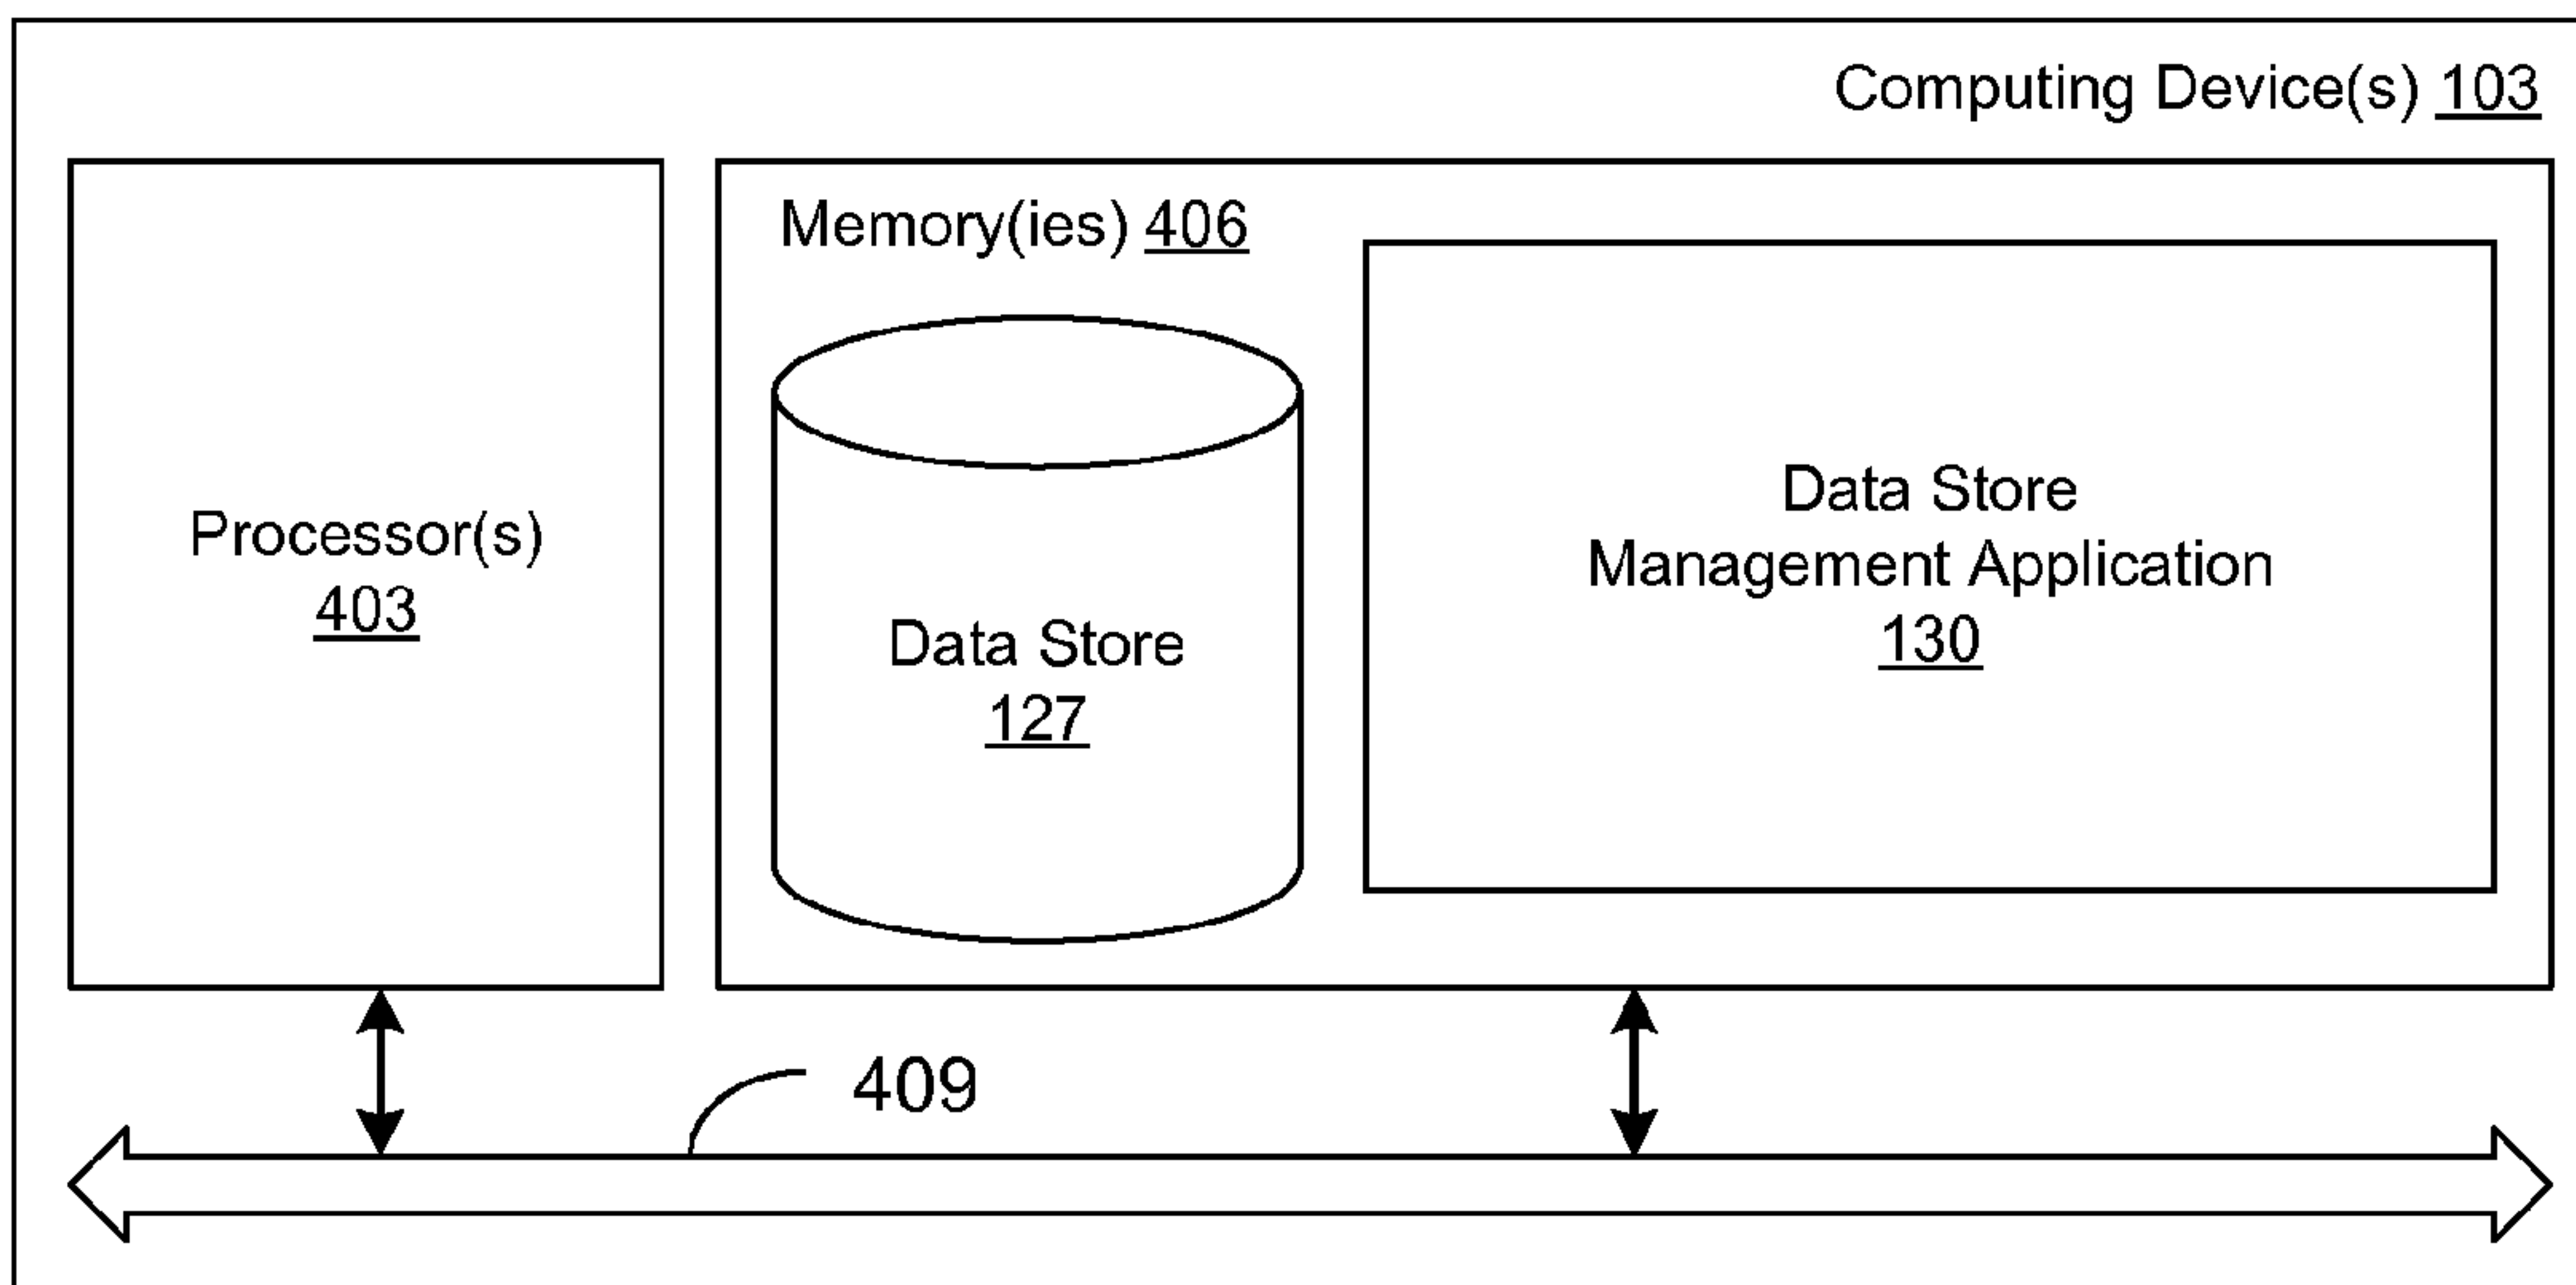 Computing Device(s) 103
Memory(ies) 406
Processor(s)
403
Data Store
127
Data Store
Management Application
130
409